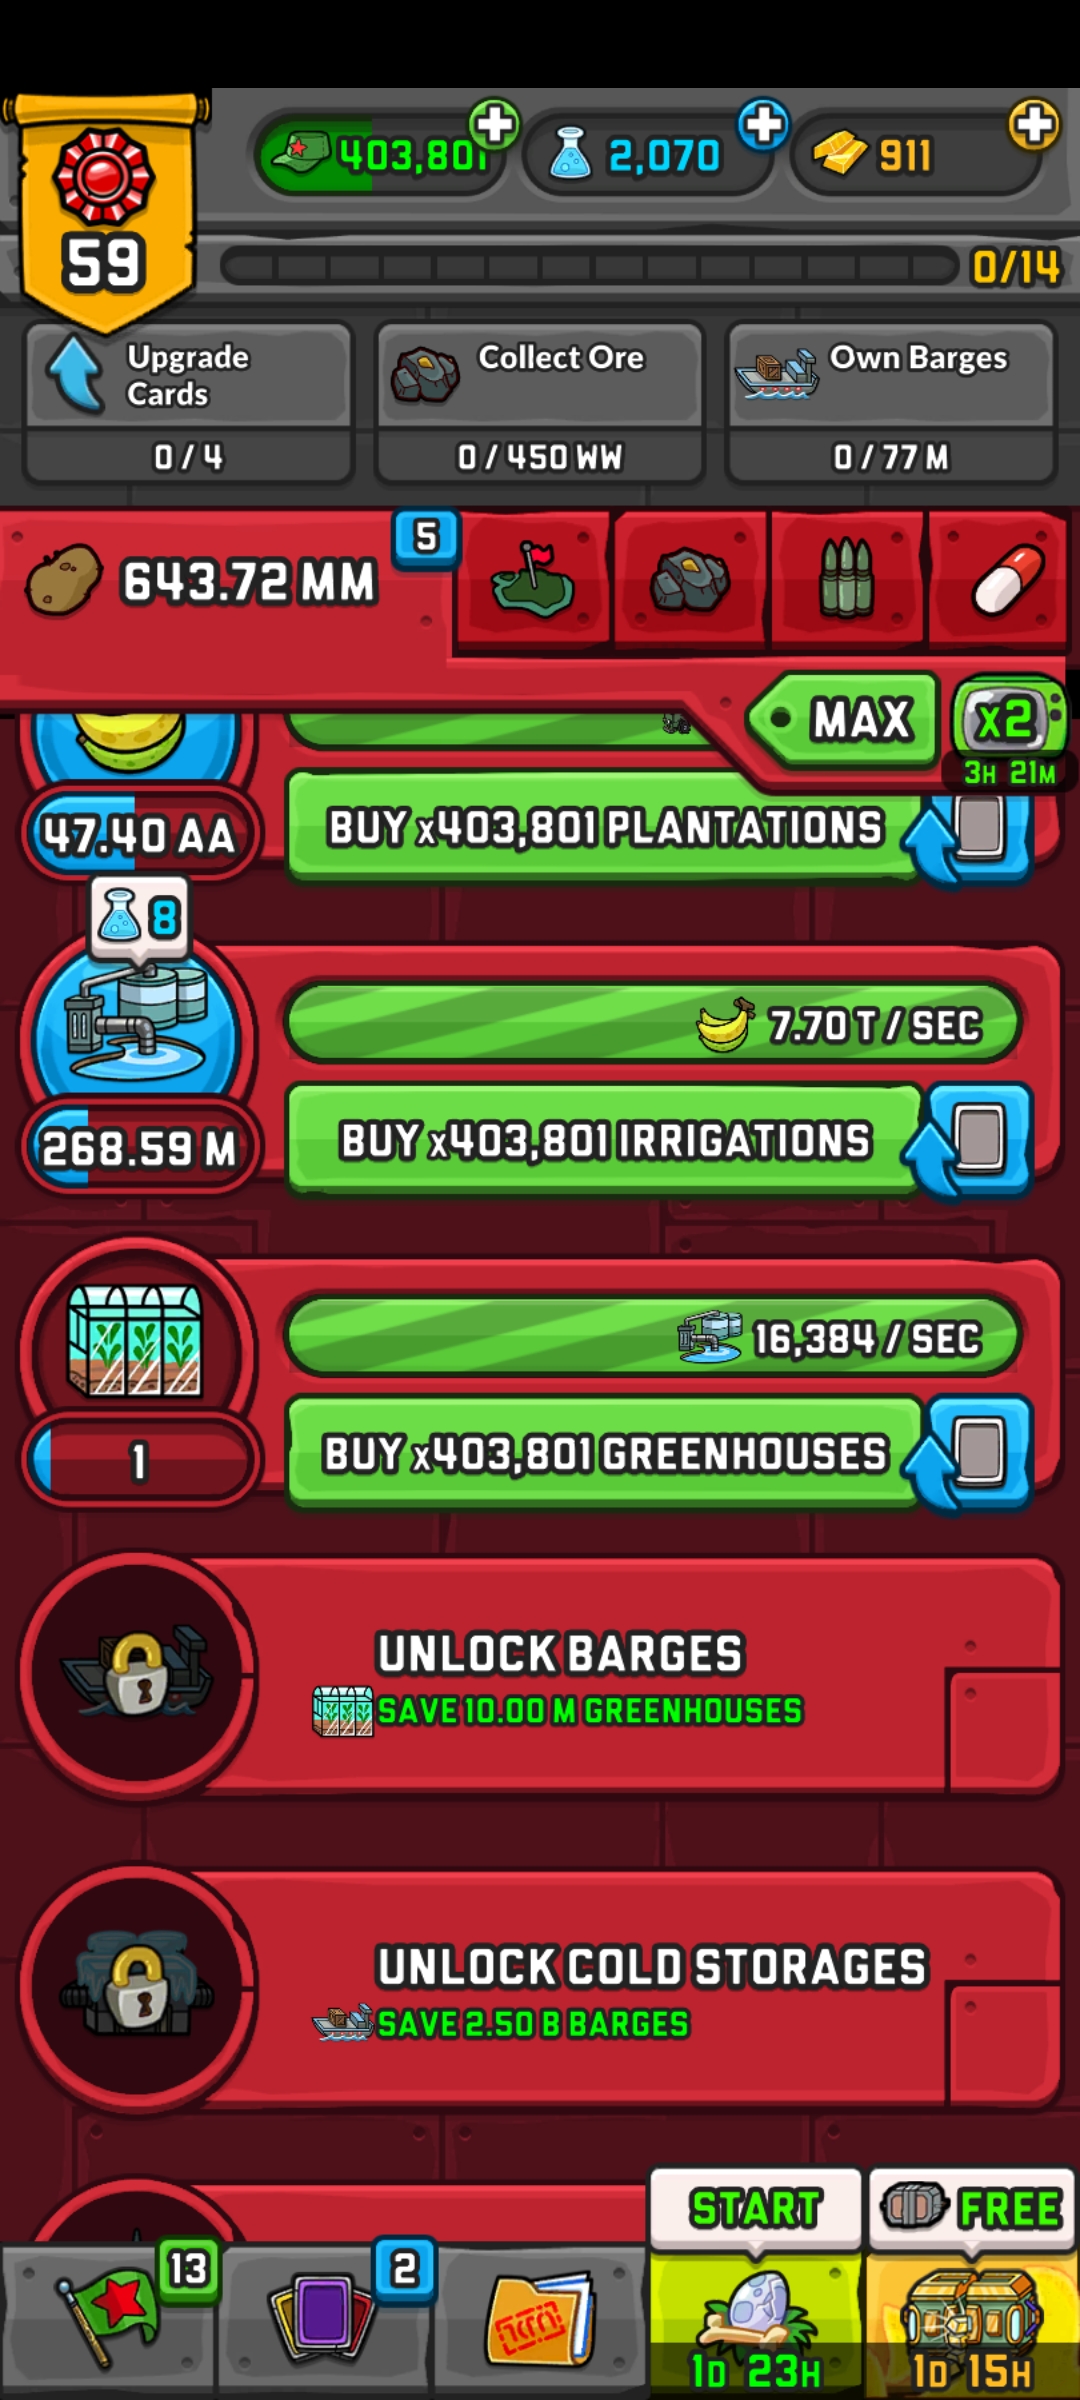 403,801
2,070
911
59
0/14
Upgrade
Cards
Collect Ore
Own Barges
0 / 4
0 / 450 WW
0 / 77 M
643.72 MM
5
MAX
x2
3H 21M
BUY x403,801 PLANTATIONS
47.40 AA
8
7.70 T / SEC
BUY x403,801 IRRIGATIONS
268.59 M
16,384 / SEC
BUY x403,801 GREENHOUSES
1
UNLOCK BARGES
SAVE 10.00 M GREENHOUSES
UNLOCK COLD STORAGES
SAVE 2.50 B BARGES
START
FREE
13
2
1D 23H
1D 15H